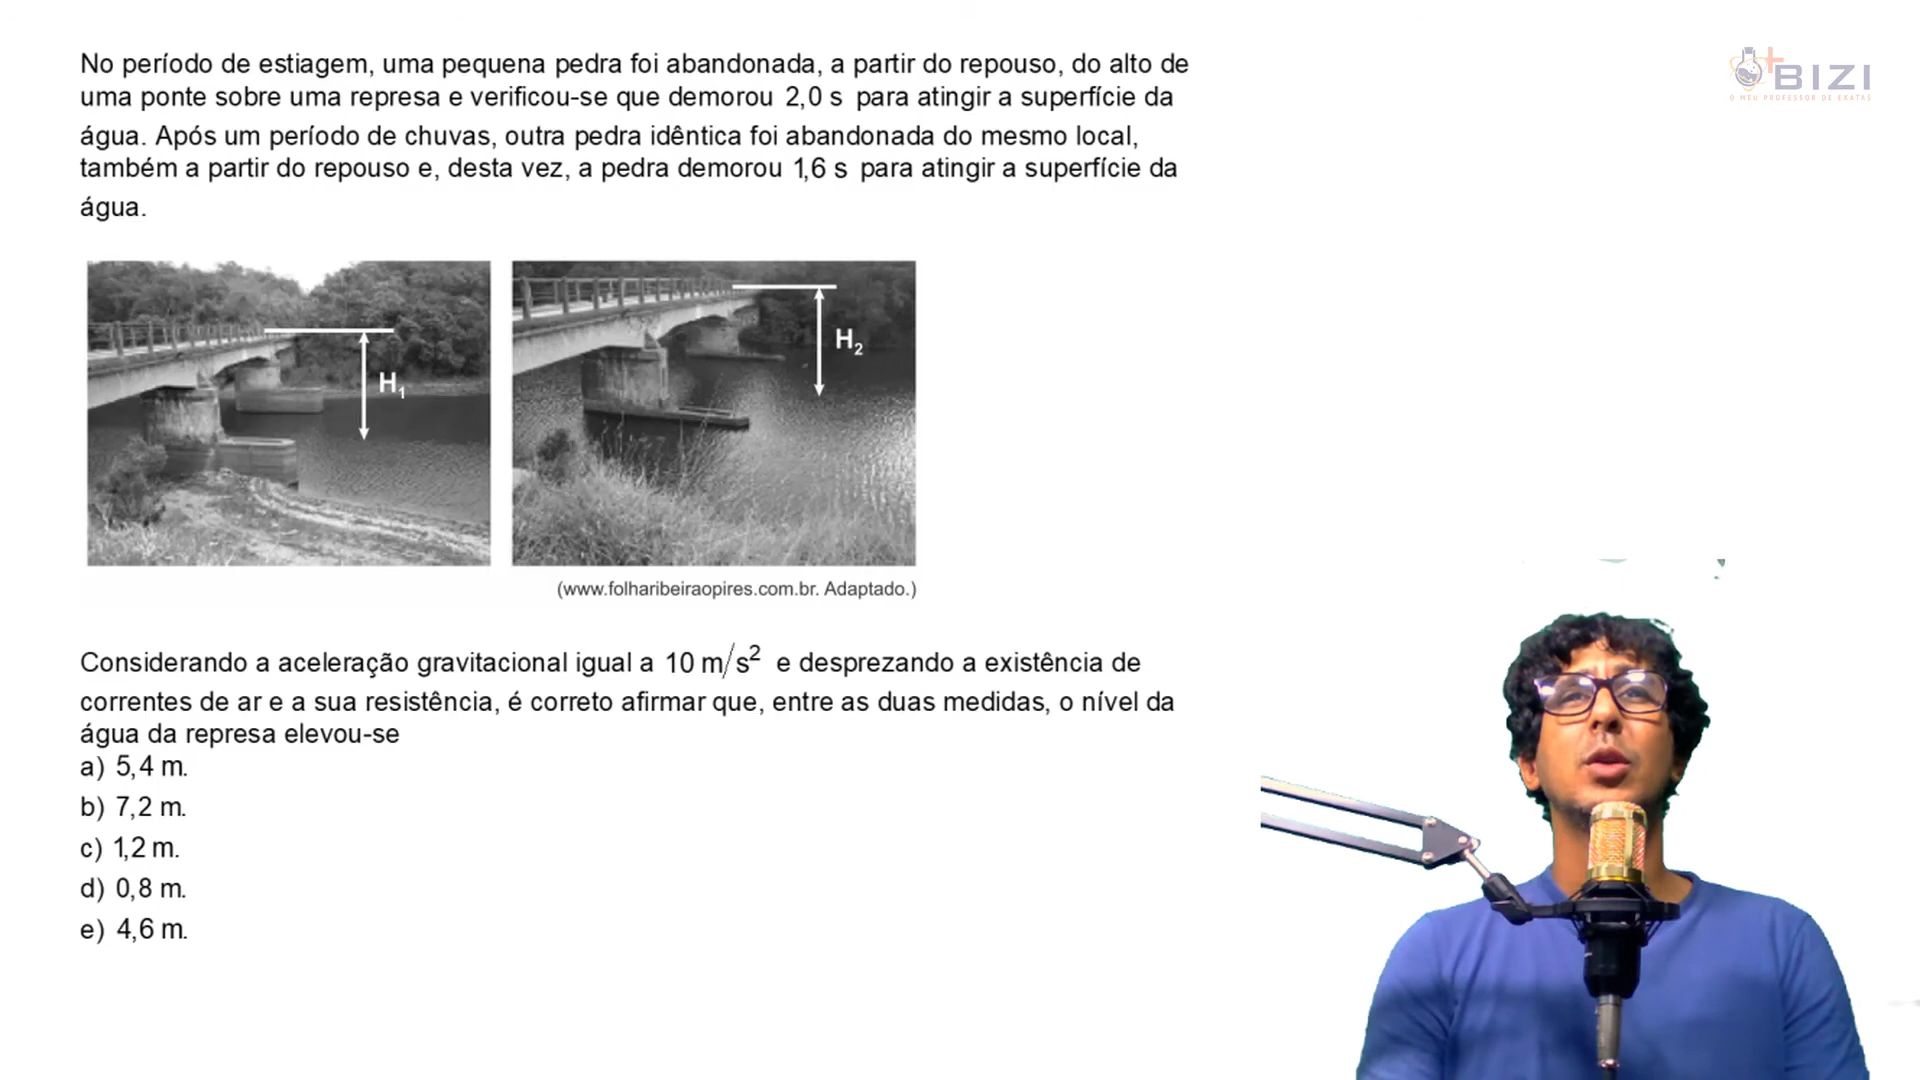 No período de estiagem, uma pequena pedra foi abandonada, a partir do repouso, do alto de
uma ponte sobre uma represa e verificou-se que demorou 2,0 s para atingir a superfície da
água. Após um período de chuvas, outra pedra idêntica foi abandonada do mesmo local,
também a partir do repouso e, desta vez, a pedra demorou 1,6 s para atingir a superfície da
água.
+BIZI
O MEU PROFESSOR DE EXATAS
H₁
H₂
(www.folharibeiraopires.com.br. Adaptado.)
Considerando a aceleração gravitacional igual a 10 m/s² e desprezando a existência de
correntes de ar e a sua resistência, é correto afirmar que, entre as duas medidas, o nível da
água da represa elevou-se
a) 5,4 m.
b) 7,2 m.
c) 1,2 m.
d) 0,8 m.
e) 4,6 m.